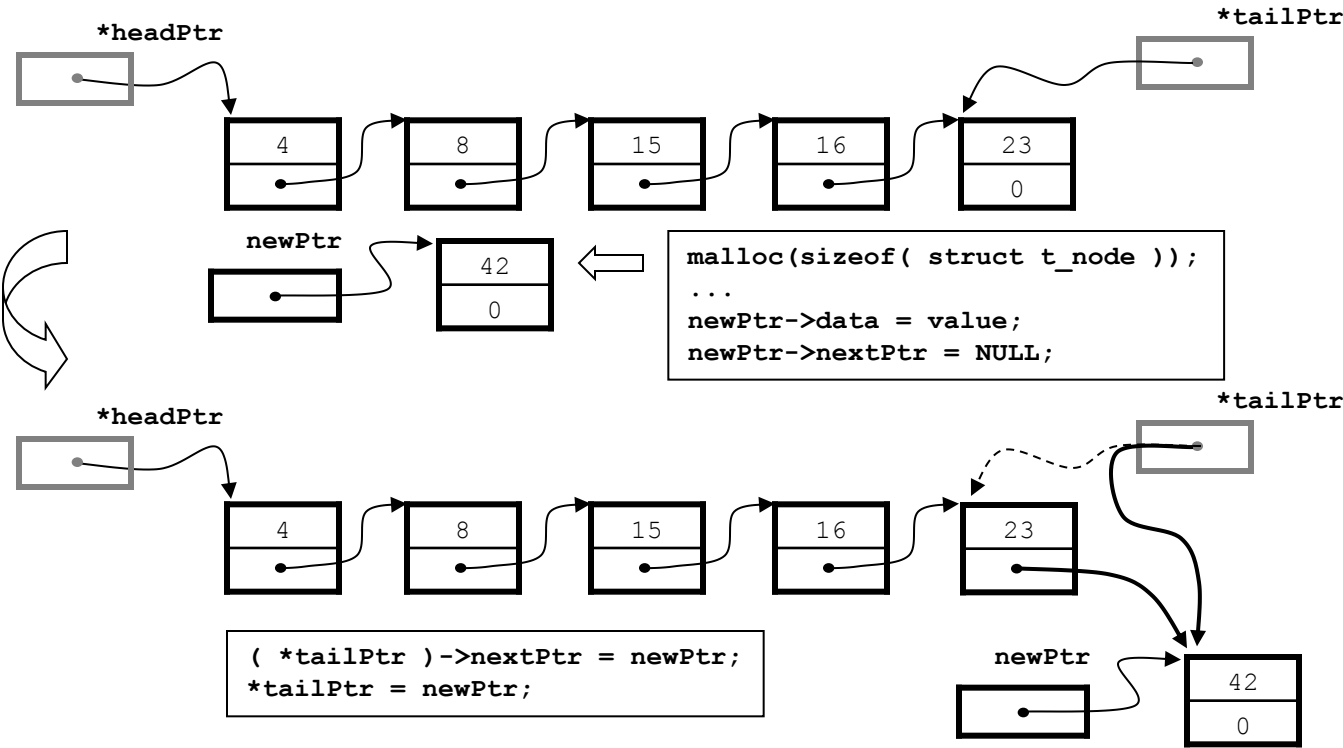 *headPtr
*tailPtr
4
8
15
16
23
0
newPtr
42
0
malloc(sizeof( struct t_node ));
...
newPtr->data = value;
newPtr->nextPtr = NULL;
*headPtr
*tailPtr
4
8
15
16
23
( *tailPtr )->nextPtr = newPtr;
*tailPtr = newPtr;
newPtr
42
0